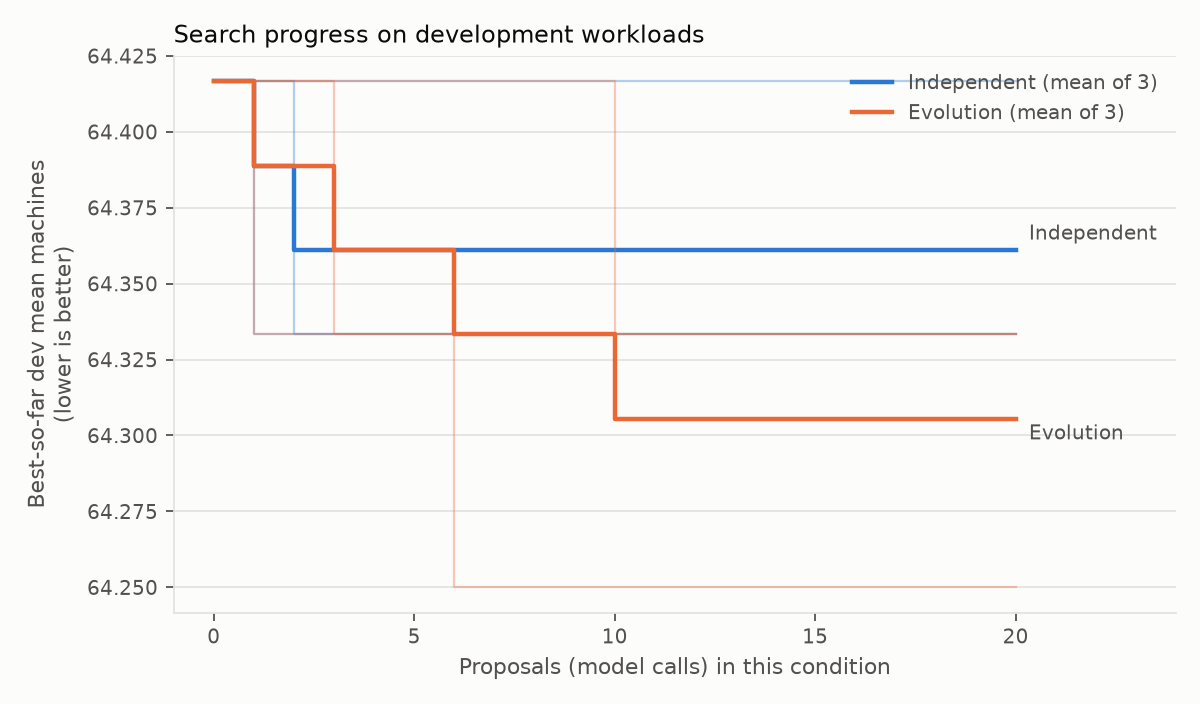 Search progress on development workloads
Best-so-far dev mean machines
(lower is better)
64.425
64.400
64.375
64.350
64.325
64.300
64.275
64.250
Independent (mean of 3)
Evolution (mean of 3)
Independent
Evolution
0
5
10
15
20
Proposals (model calls) in this condition